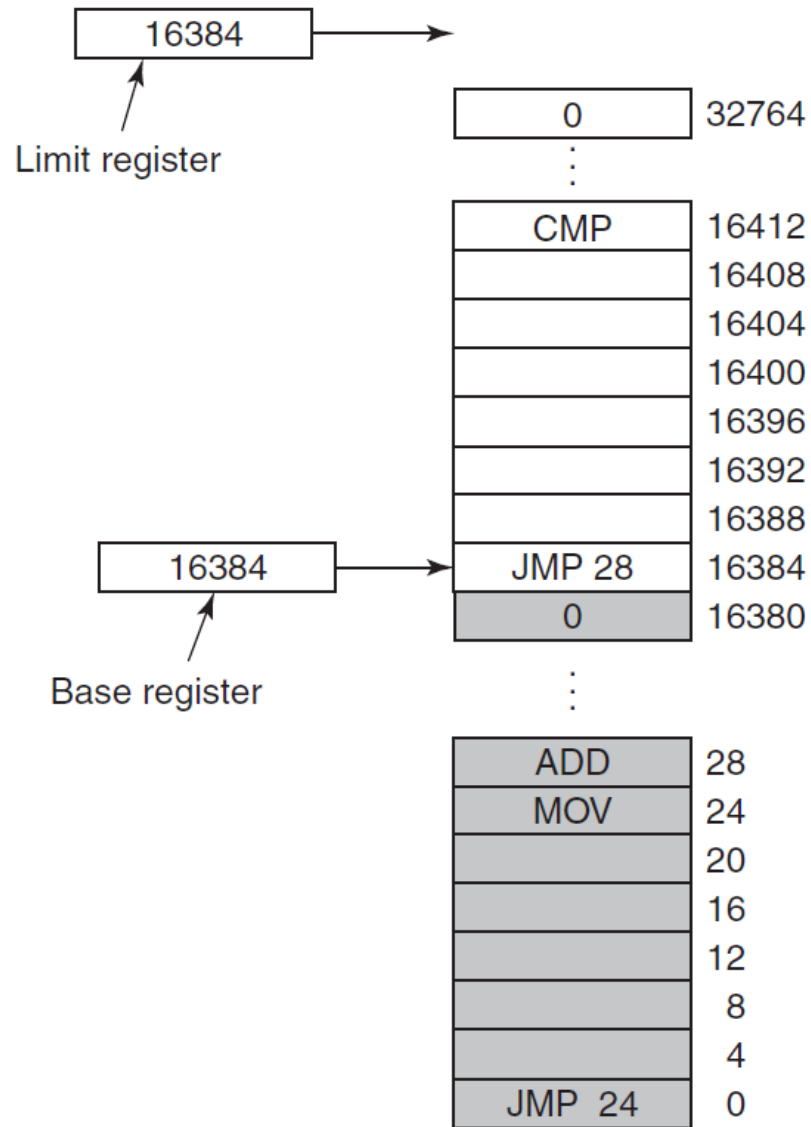 16384
Limit register
0 32764
CMP 16412
16408
16404
16400
16396
16392
16388
16384
JMP 28 16384
0 16380
Base register
ADD 28
MOV 24
20
16
12
8
4
JMP 24 0